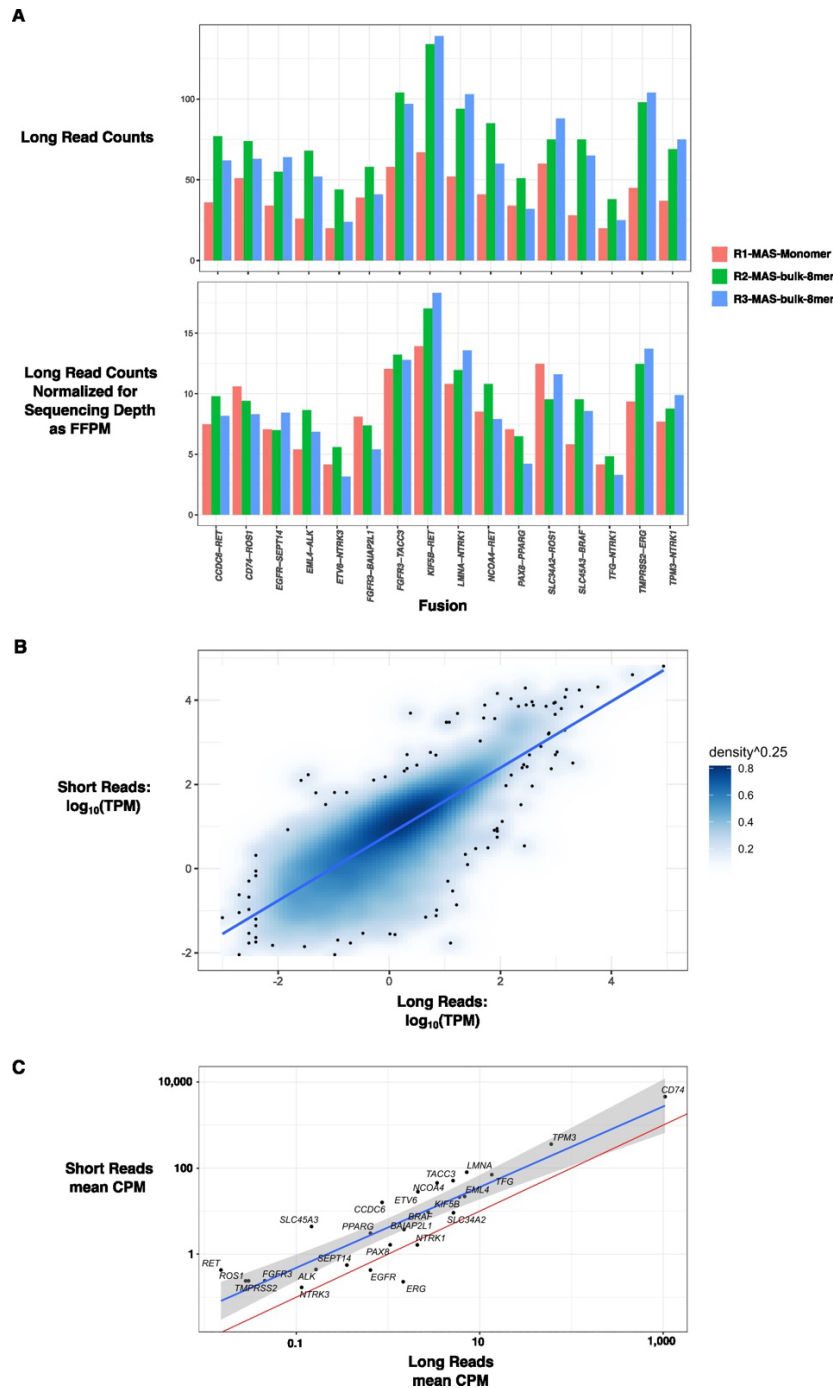 A
Long Read Counts
100
50
0
R1-MAS-Monomer
R2-MAS-bulk-8mer
R3-MAS-bulk-8mer
Long Read Counts
Normalized for
Sequencing Depth
as FFPM
15
10
5
0
CCDC6--RET
CD74--ROS1
EGFR--SEPT14
EML4--ALK
ETV6--NTRK3
FGFR3--BAIAP2L1
FGFR3--TACC3
KIF5B--RET
LMNA--NTRK1
NCOA4--RET
PAX8--PPARG
SLC34A2--ROS1
SLC45A3--BRAF
TFG--NTRK1
TMPRSS2--ERG
TPM3--NTRK1
Fusion
B
Short Reads:
log10(TPM)
4
2
0
-2
-2 0 2 4
Long Reads:
log10(TPM)
density^0.25
0.8
0.6
0.4
0.2
C
Short Reads
mean CPM
10,000
100
1
CD74
TPM3
LMNA
TACC3
TFG
NCOA4
EML4
ETV6
KIF5B
CCDC6
BRAF
SLC34A2
SLC45A3
PPARG
BAIAP2L1
NTRK1
PAX8
SEPT14
RET
ROS1
FGFR3
ALK
EGFR
TMPRSS2
NTRK3
ERG
0.1 10 1,000
Long Reads
mean CPM